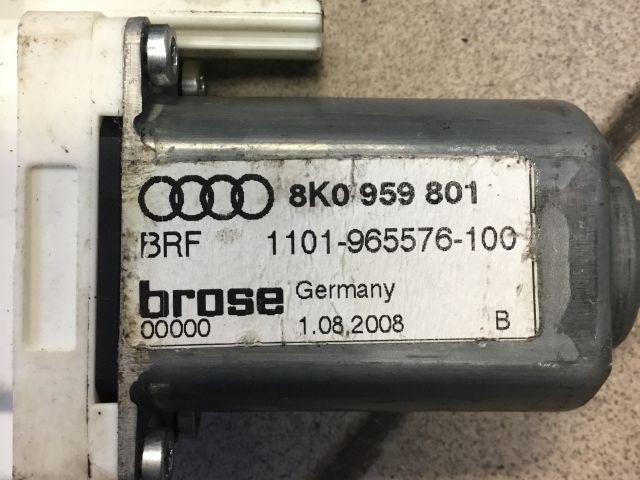 8K0 959 801
BRF 1101-965576-100
brose Germany
00000 1.08.2008 B